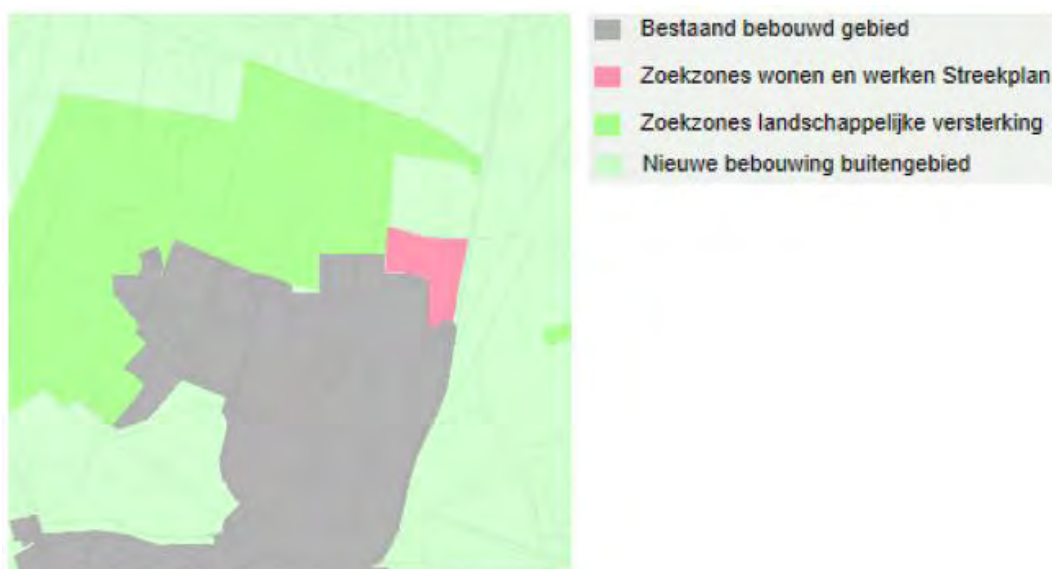 Bestaand bebouwd gebied
Zoekzones wonen en werken Streekplan
Zoekzones landschappelijke versterking
Nieuwe bebouwing buitengebied